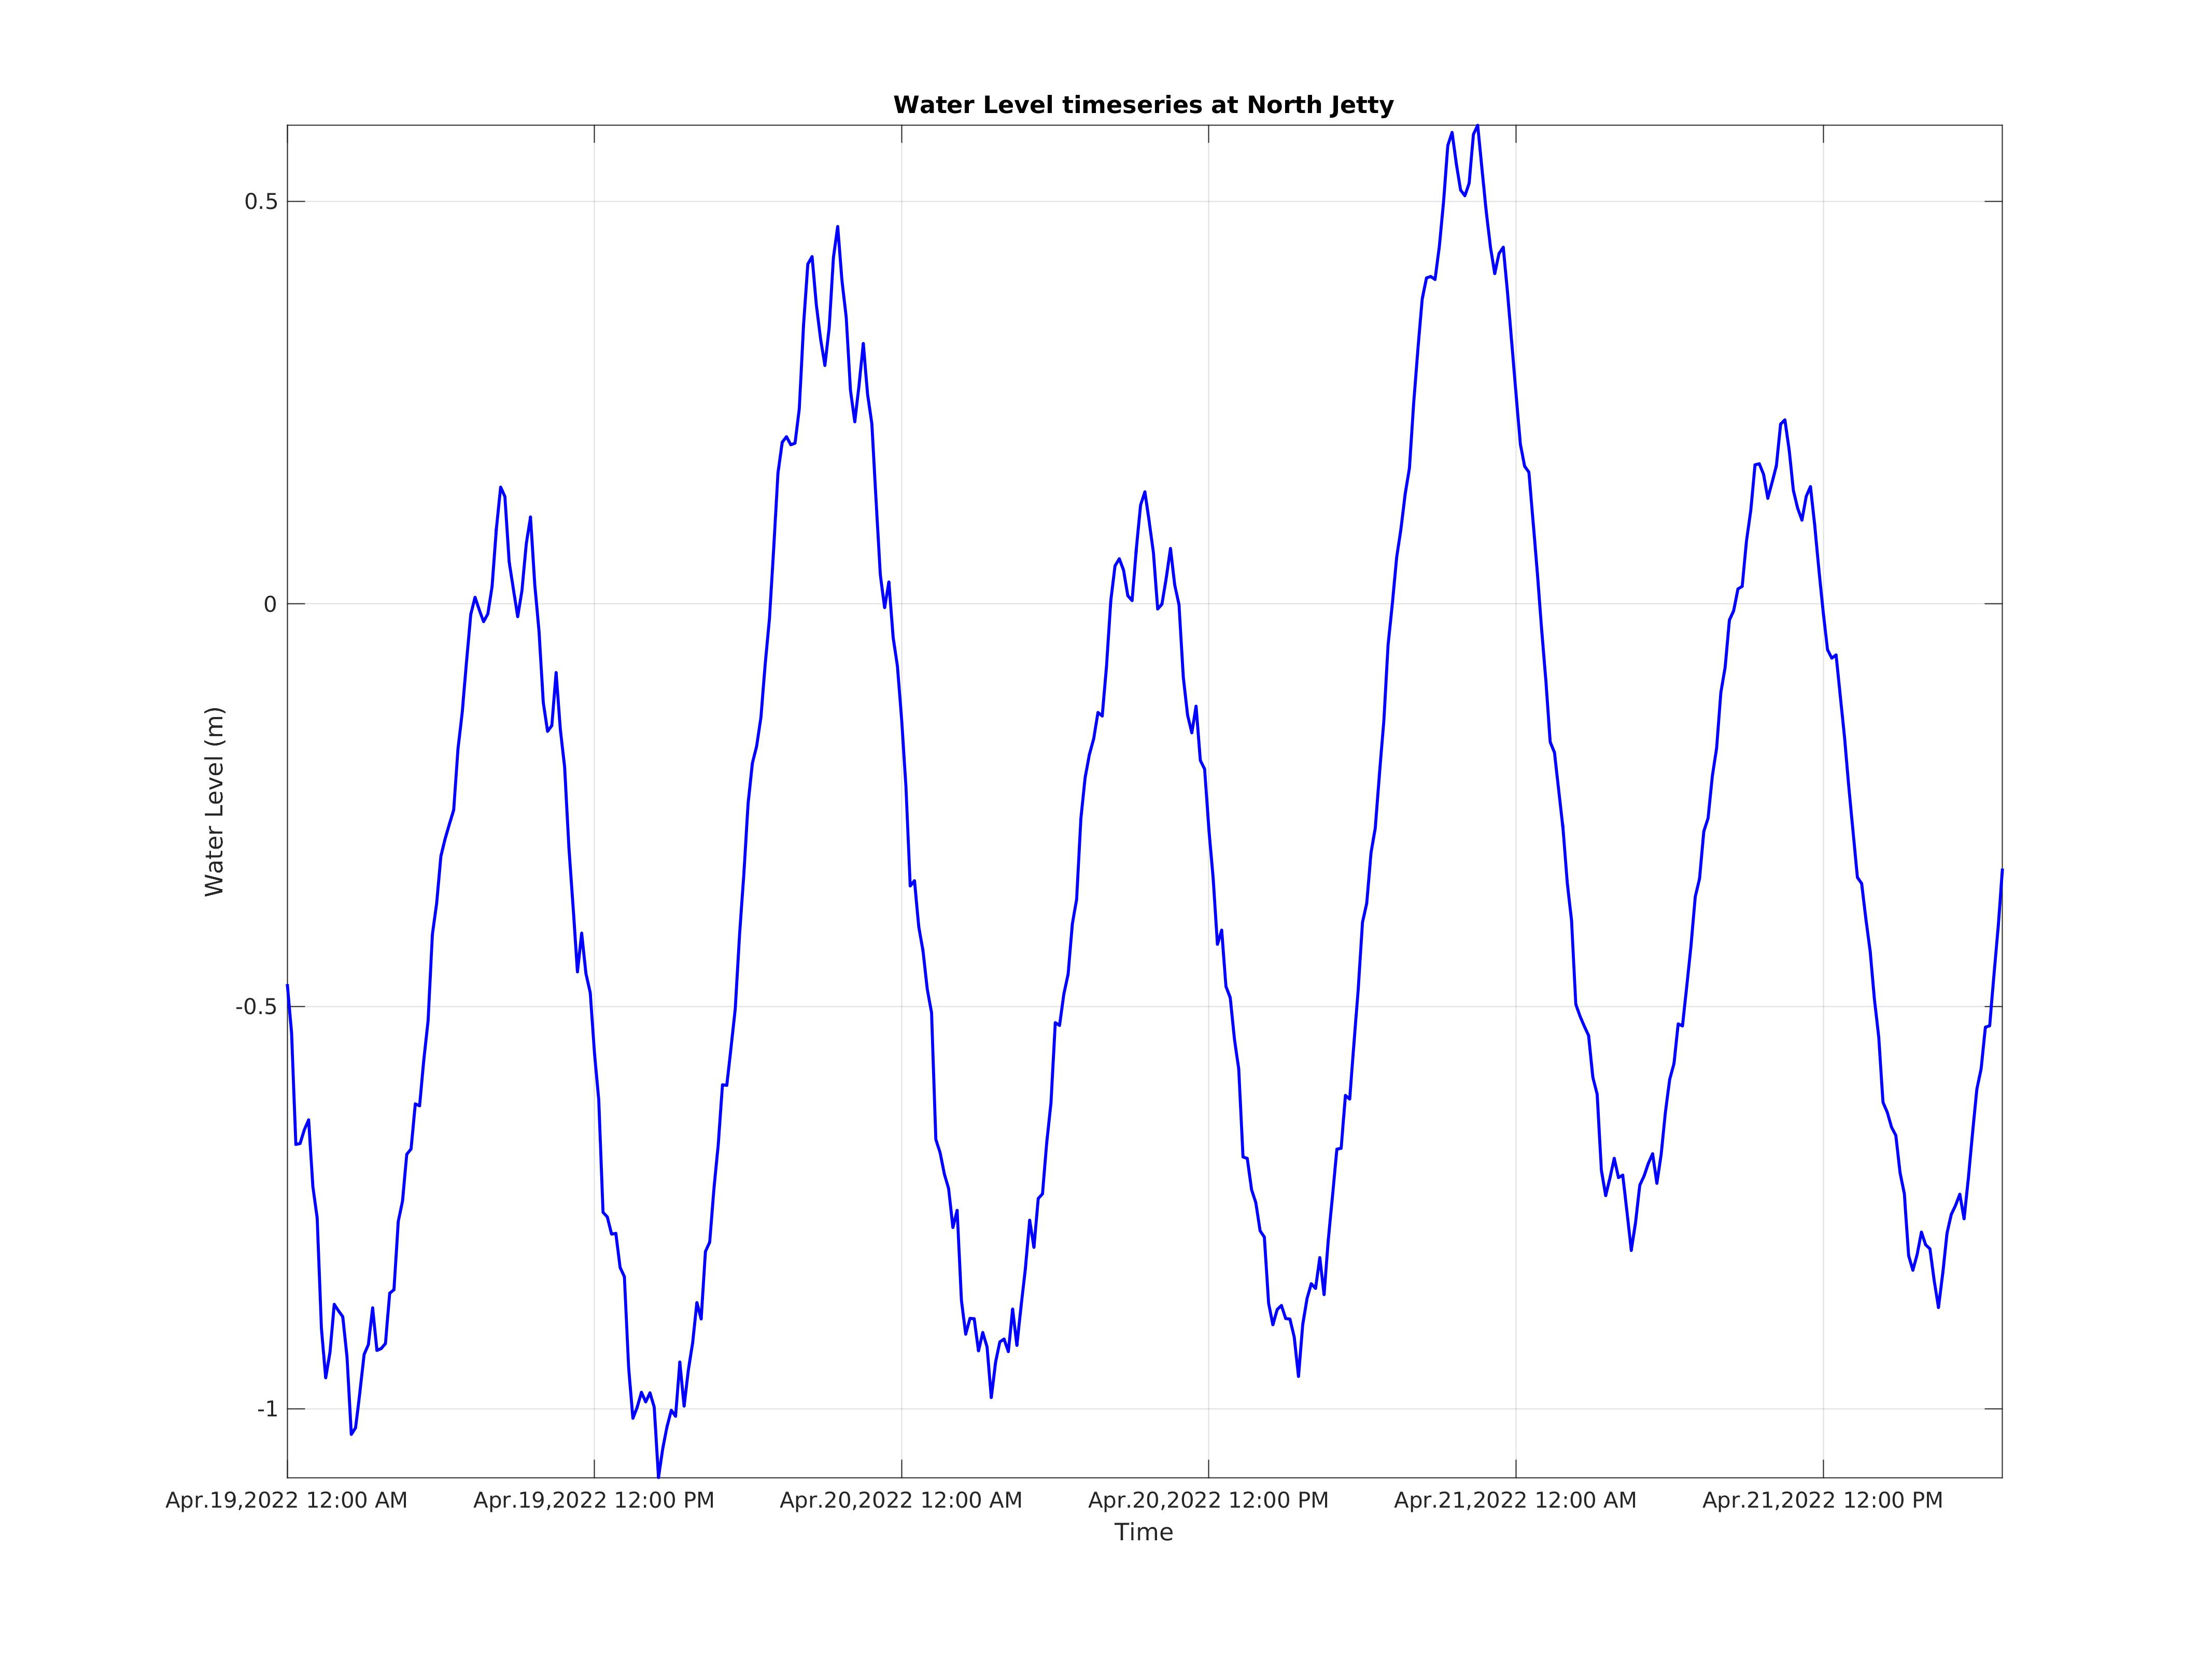 Water Level timeseries at North Jetty
0.5
0
-0.5
-1
Water Level (m)
Apr.19,2022 12:00 AM Apr.19,2022 12:00 PM Apr.20,2022 12:00 AM Apr.20,2022 12:00 PM Apr.21,2022 12:00 AM Apr.21,2022 12:00 PM
Time